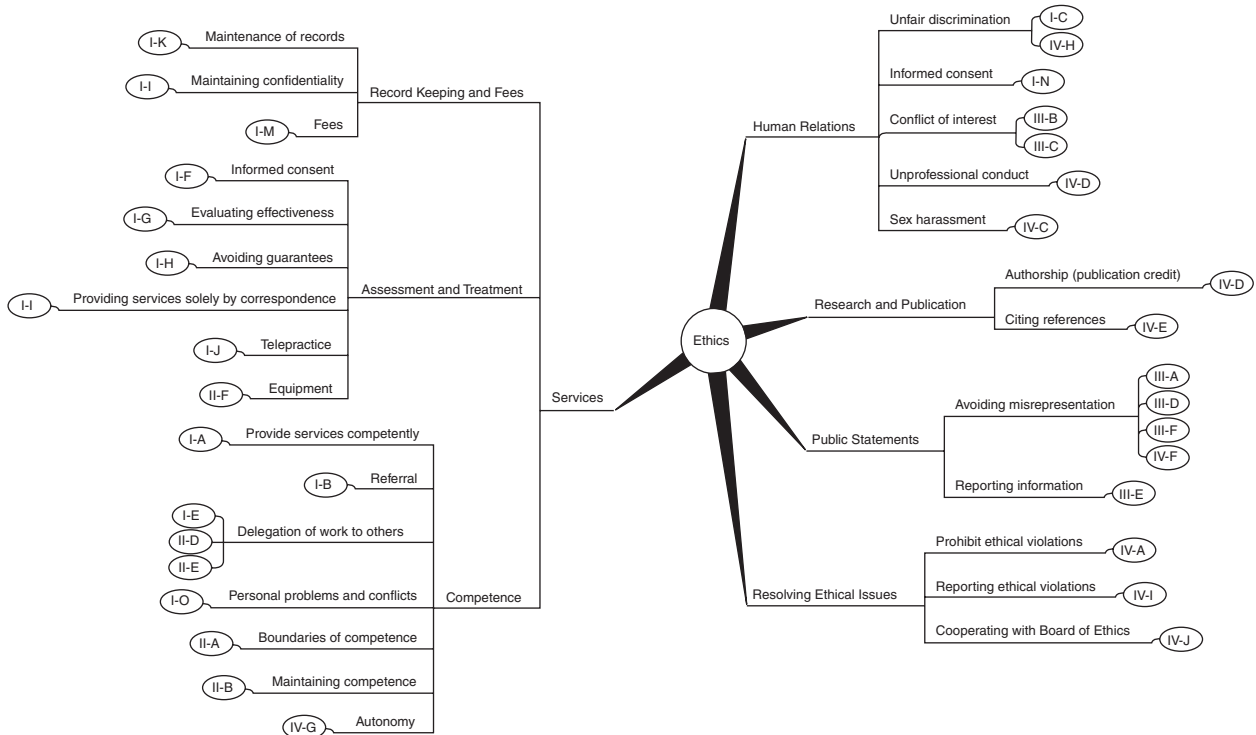 Ethics
Human Relations
Unfair discrimination
I-C
IV-H
Informed consent
I-N
Conflict of interest
III-B
III-C
Unprofessional conduct
IV-D
Sex harassment
IV-C
Research and Publication
Authorship (publication credit)
IV-D
Citing references
IV-E
Public Statements
Avoiding misrepresentation
III-A
III-D
III-F
IV-F
Reporting information
III-E
Resolving Ethical Issues
Prohibit ethical violations
IV-A
Reporting ethical violations
IV-I
Cooperating with Board of Ethics
IV-J
Services
Record Keeping and Fees
Maintenance of records
I-K
Maintaining confidentiality
I-I
Fees
I-M
Assessment and Treatment
Informed consent
I-F
Evaluating effectiveness
I-G
Avoiding guarantees
I-H
Providing services solely by correspondence
I-I
Telepractice
I-J
Equipment
II-F
Competence
Provide services competently
I-A
Referral
I-B
Delegation of work to others
I-E
II-D
II-E
Personal problems and conflicts
I-O
Boundaries of competence
II-A
Maintaining competence
II-B
Autonomy
IV-G